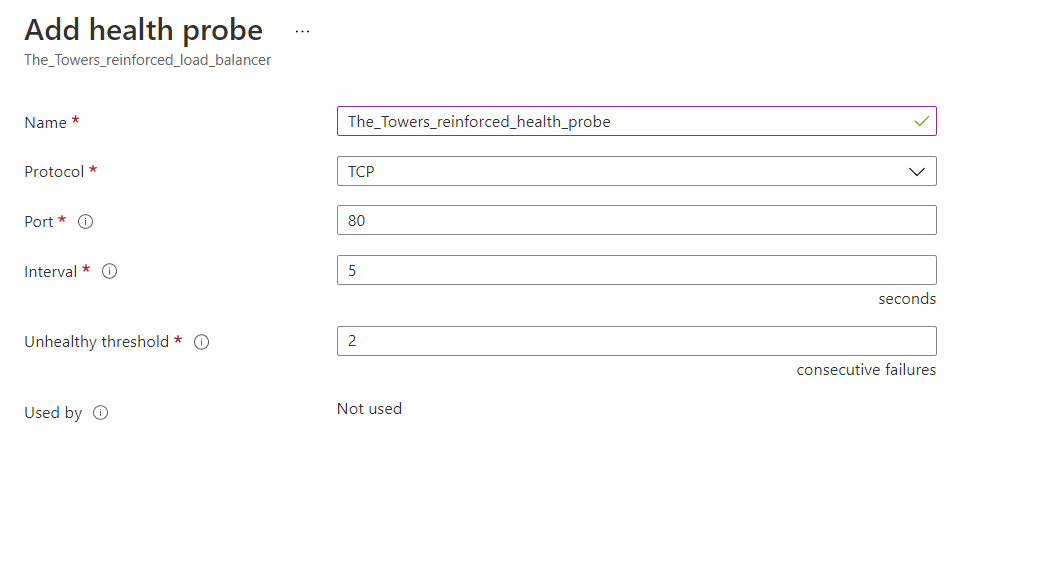 Add health probe ...
The_Towers_reinforced_load_balancer
Name * The_Towers_reinforced_health_probe
Protocol * TCP
Port * 80
Interval * 5
seconds
Unhealthy threshold * 2
consecutive failures
Used by Not used